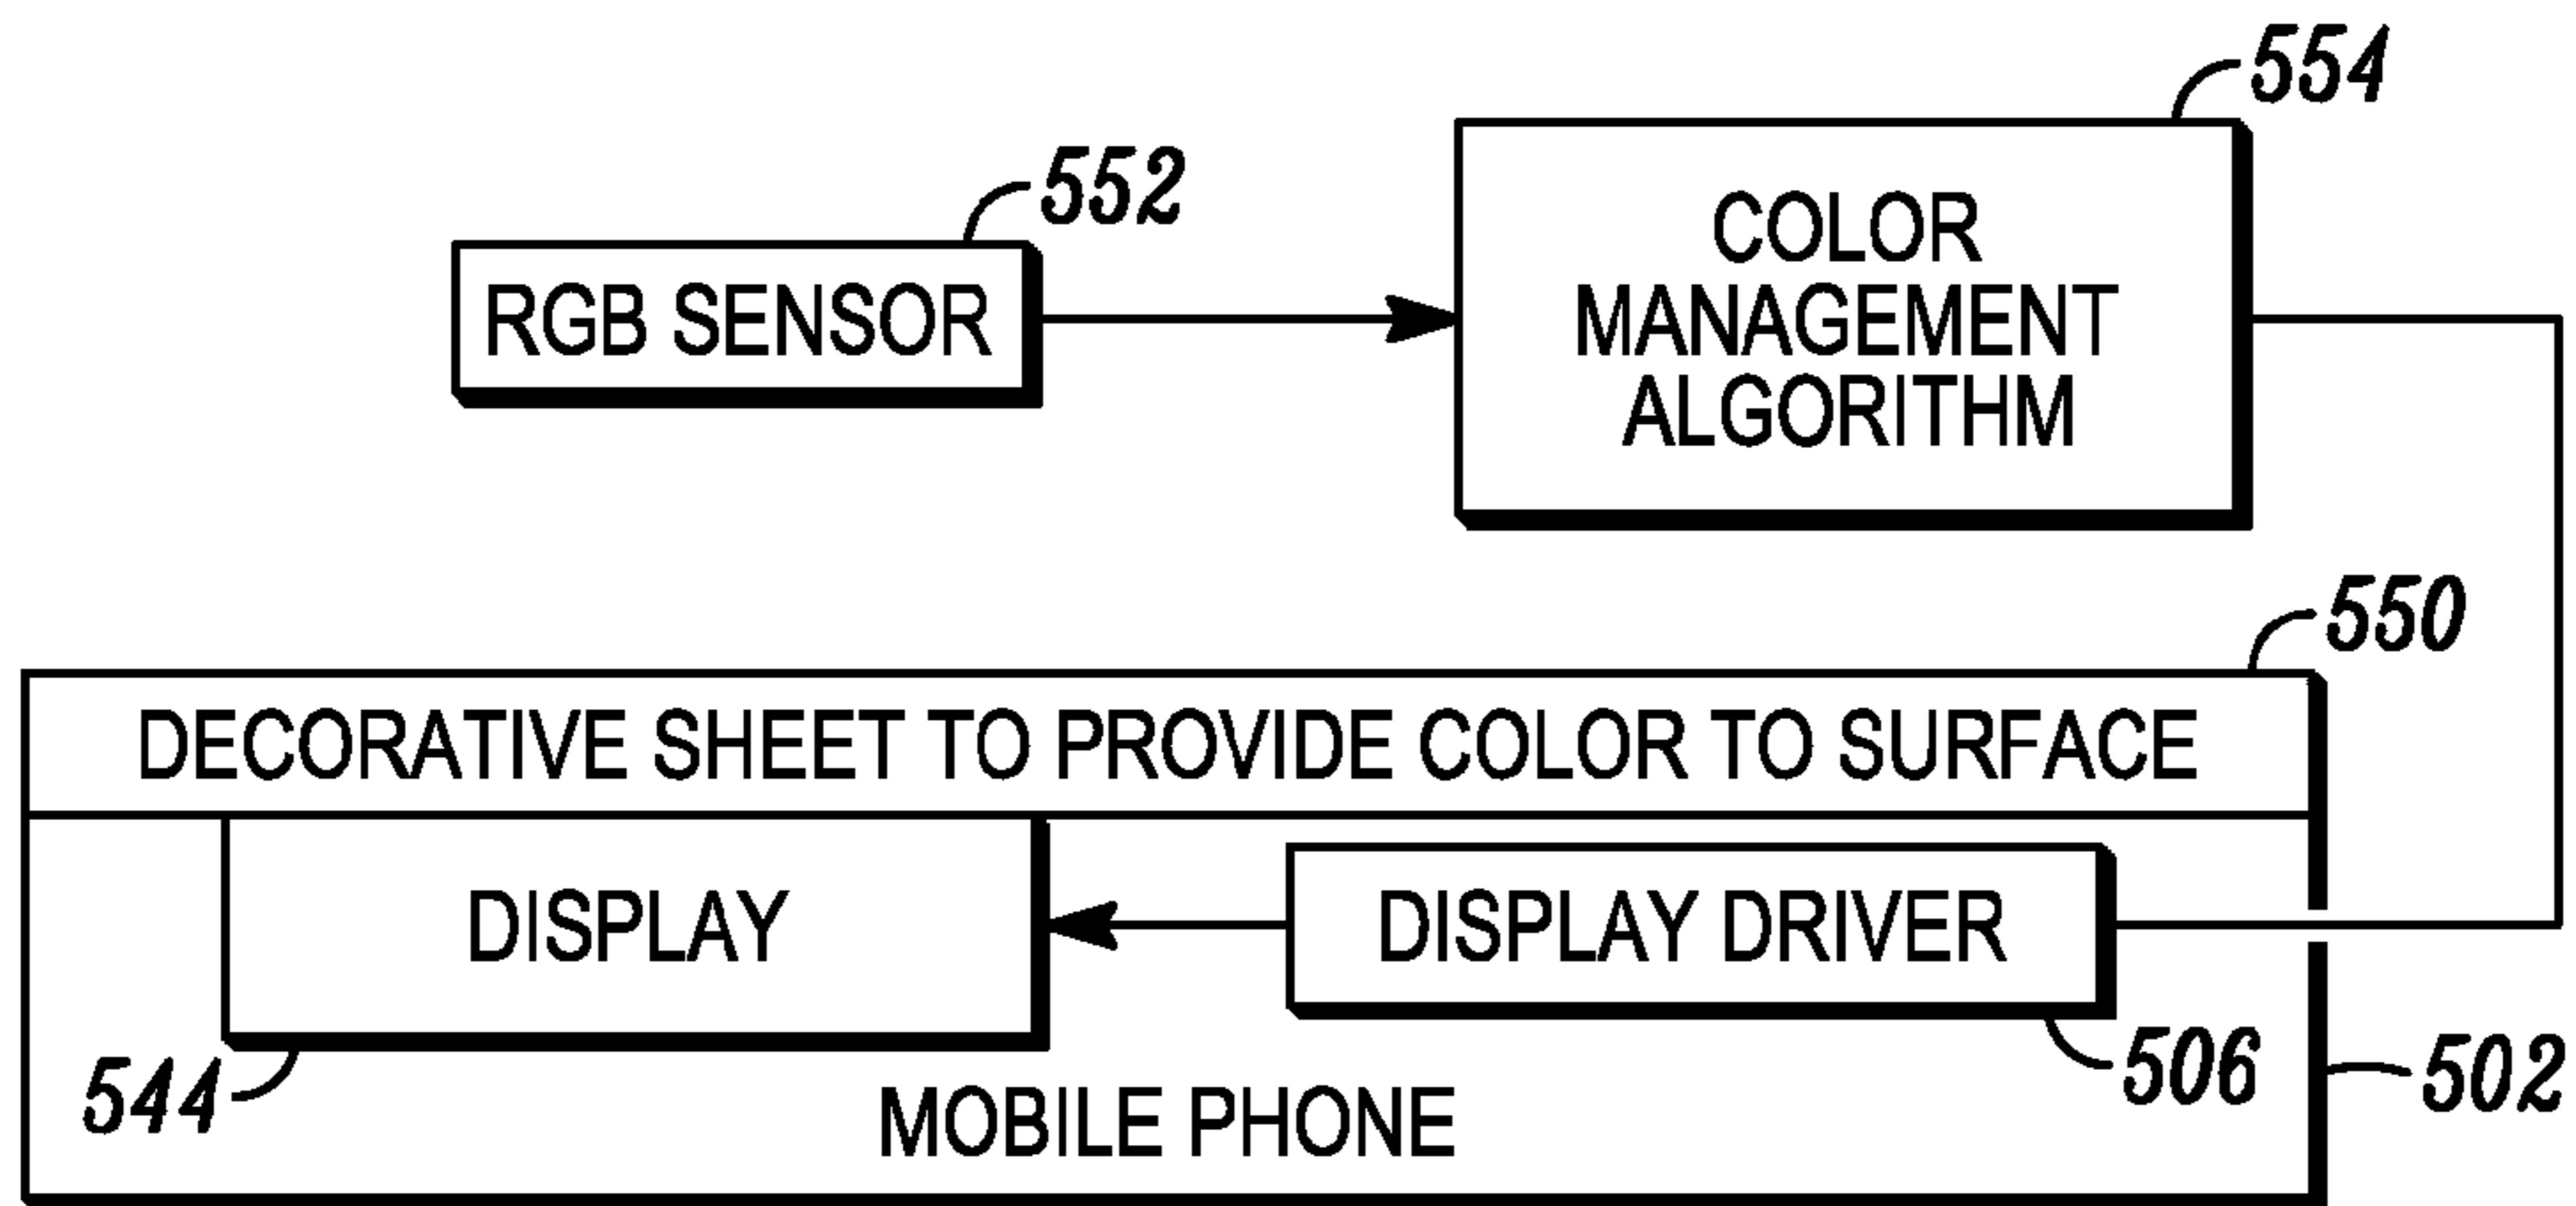 554
552
RGB SENSOR
COLOR
MANAGEMENT
ALGORITHM
550
DECORATIVE SHEET TO PROVIDE COLOR TO SURFACE
DISPLAY
DISPLAY DRIVER
544
506
502
MOBILE PHONE